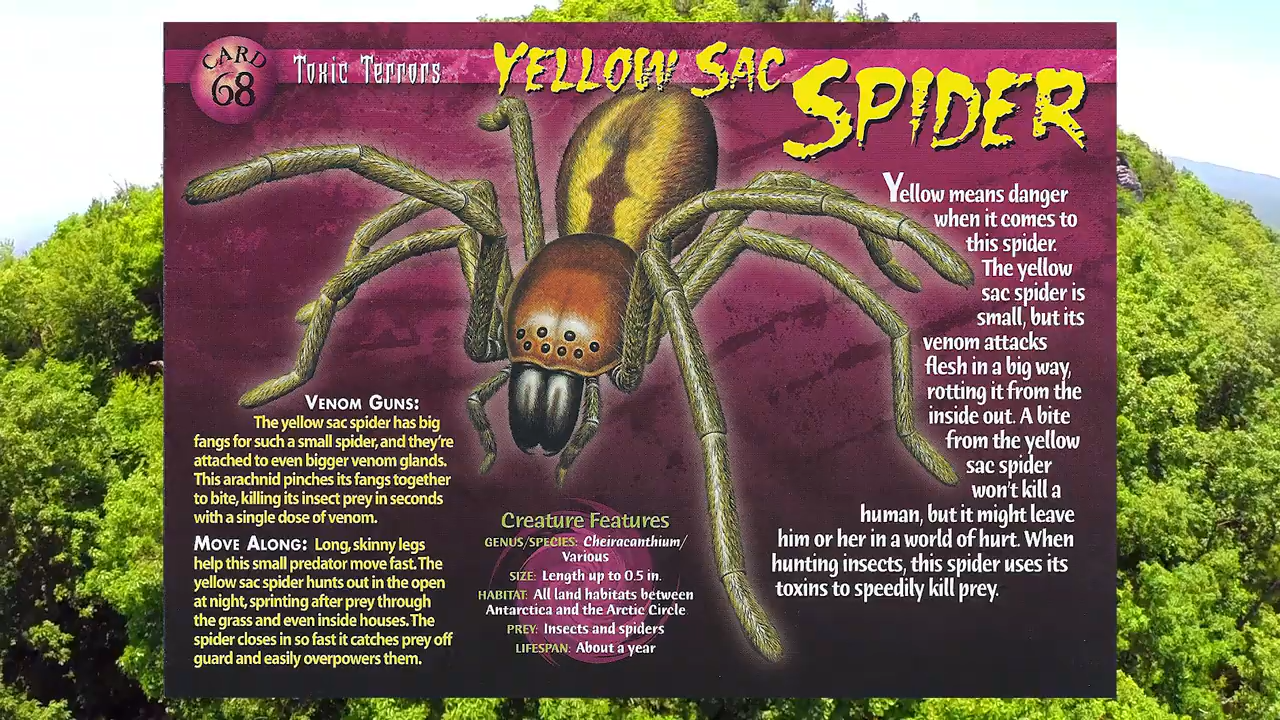 CARD
68
Toxic Terrors
YELLOW SAC
SPIDER
Yellow means danger
when it comes to
this spider.
The yellow
sac spider is
small, but its
venom attacks
flesh in a big way,
rotting it from the
inside out. A bite
from the yellow
sac spider
won't kill a
human, but it might leave
him or her in a world of hurt. When
hunting insects, this spider uses its
toxins to speedily kill prey.
VENOM GUNS:
The yellow sac spider has big
fangs for such a small spider, and they're
attached to even bigger venom glands.
This arachnid pinches its fangs together
to bite, killing its insect prey in seconds
with a single dose of venom.
MOVE ALONG: Long, skinny legs
help this small predator move fast. The
yellow sac spider hunts out in the open
at night, sprinting after prey through
the grass and even inside houses. The
spider closes in so fast it catches prey off
guard and easily overpowers them.
Creature Features
GENUS/SPECIES: Cheiracanthium/
Various
SIZE: Length up to 0.5 in.
HABITAT: All land habitats between
Antarctica and the Arctic Circle
PREY: Insects and spiders
LIFESPAN: About a year